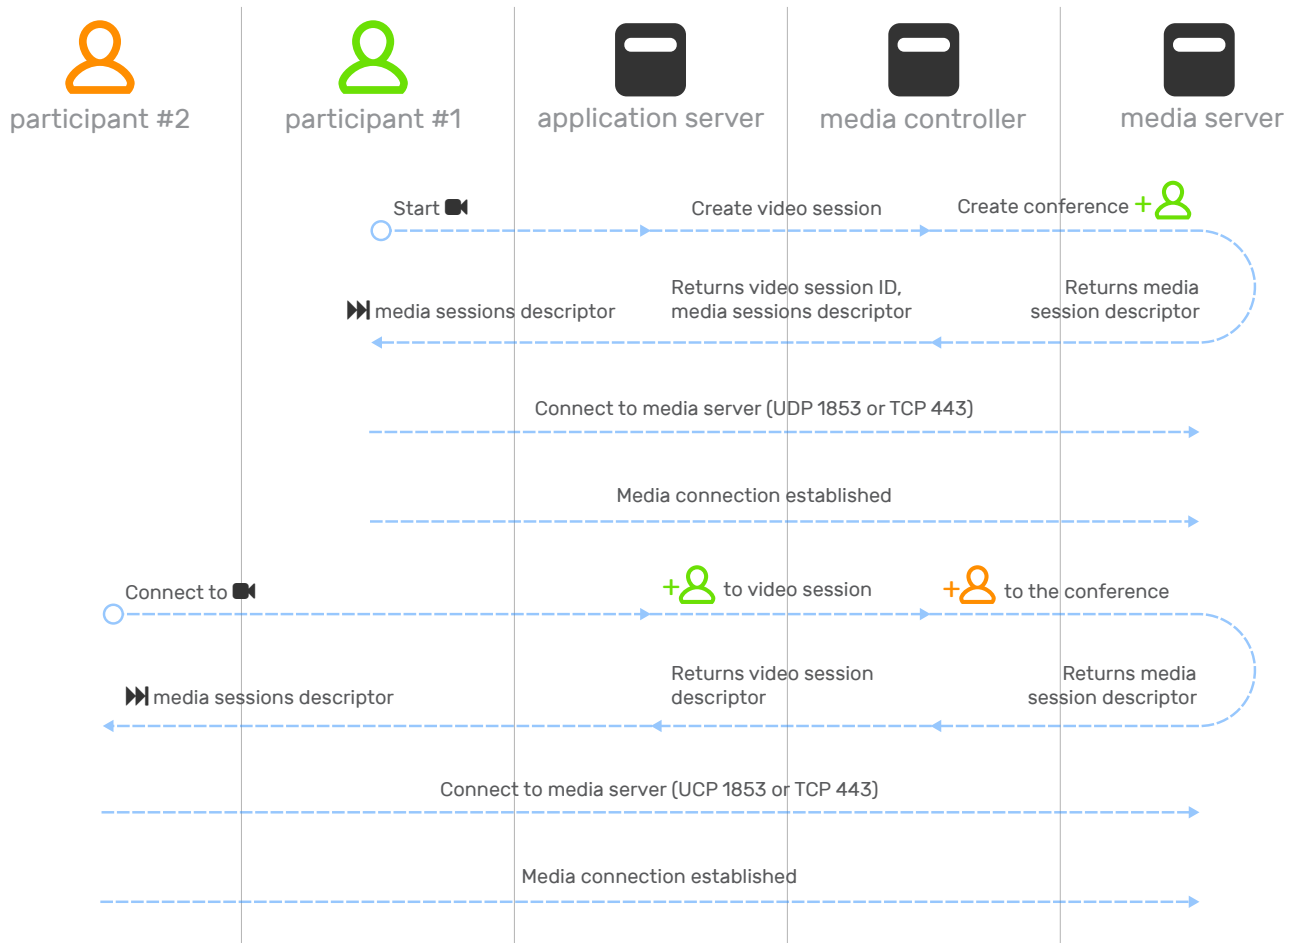 participant #2
participant #1
application server
media controller
media server
Start
Create video session
Create conference +
media sessions descriptor
Returns video session ID,
media sessions descriptor
Returns media
session descriptor
Connect to media server (UDP 1853 or TCP 443)
Media connection established
Connect to
+ to video session
+ to the conference
media sessions descriptor
Returns video session
descriptor
Returns media
session descriptor
Connect to media server (UCP 1853 or TCP 443)
Media connection established